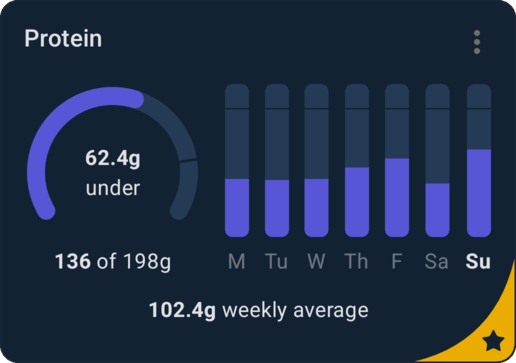 Protein
62.4g
under
136 of 198g
M Tu W Th F Sa Su
102.4g weekly average